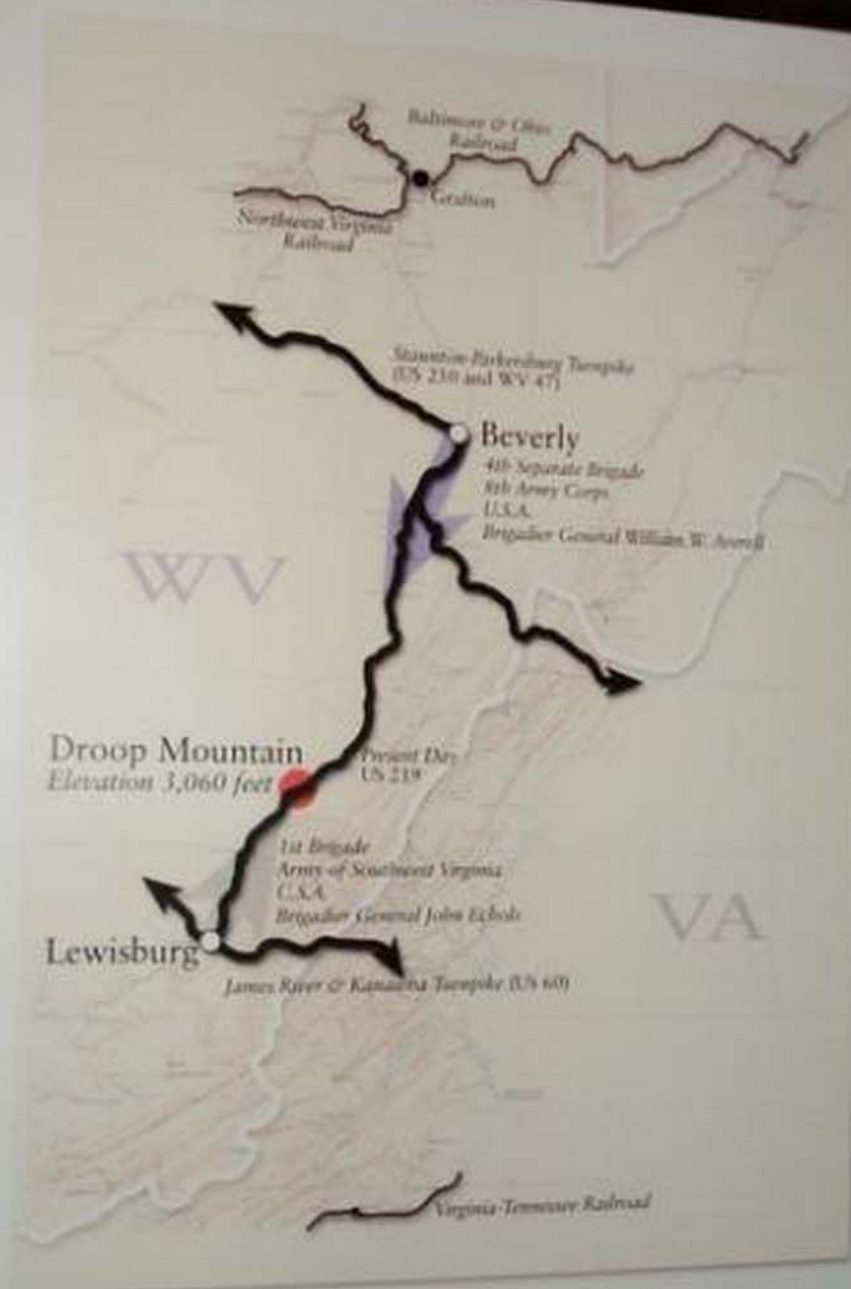 Baltimore & Ohio
Railroad
Grafton
Northwest Virginia
Railroad
Staunton-Parkersburg Turnpike
(US 250 and WV 47)
Beverly
4th Separate Brigade
8th Army Corps
U.S.A.
Brigadier General William W. Averell
WV
Droop Mountain
Elevation 3,060 feet
Present Day
US 219
1st Brigade
Army of Southwest Virginia
C.S.A.
Brigadier General John Echols
VA
Lewisburg
James River & Kanawha Turnpike (US 60)
Virginia-Tennessee Railroad